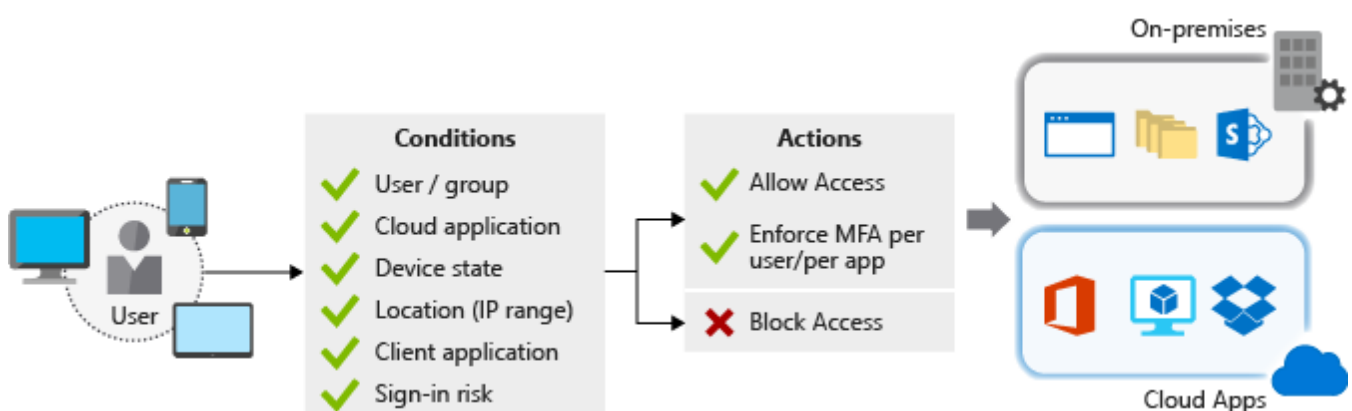 On-premises
Conditions
User / group
Cloud application
Device state
Location (IP range)
Client application
Sign-in risk
User
Actions
Allow Access
Enforce MFA per
user/per app
Block Access
S
Cloud Apps